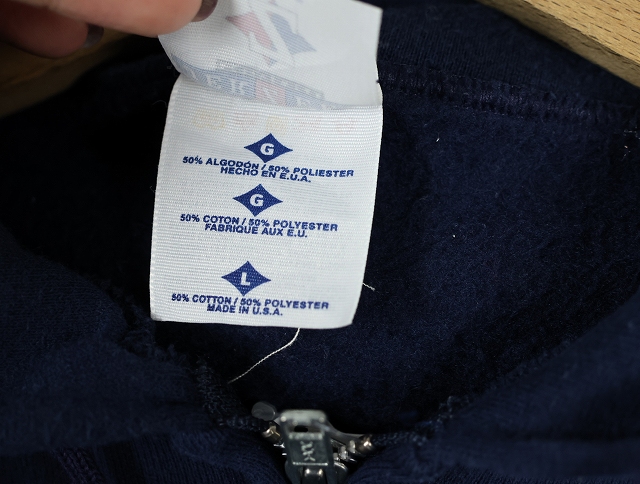 G
50% ALGODÓN / 50% POLIESTER
HECHO EN E.U.A.
G
50% COTON / 50% POLYESTER
FABRIQUE AUX E.U.
L
50% COTTON / 50% POLYESTER
MADE IN U.S.A.